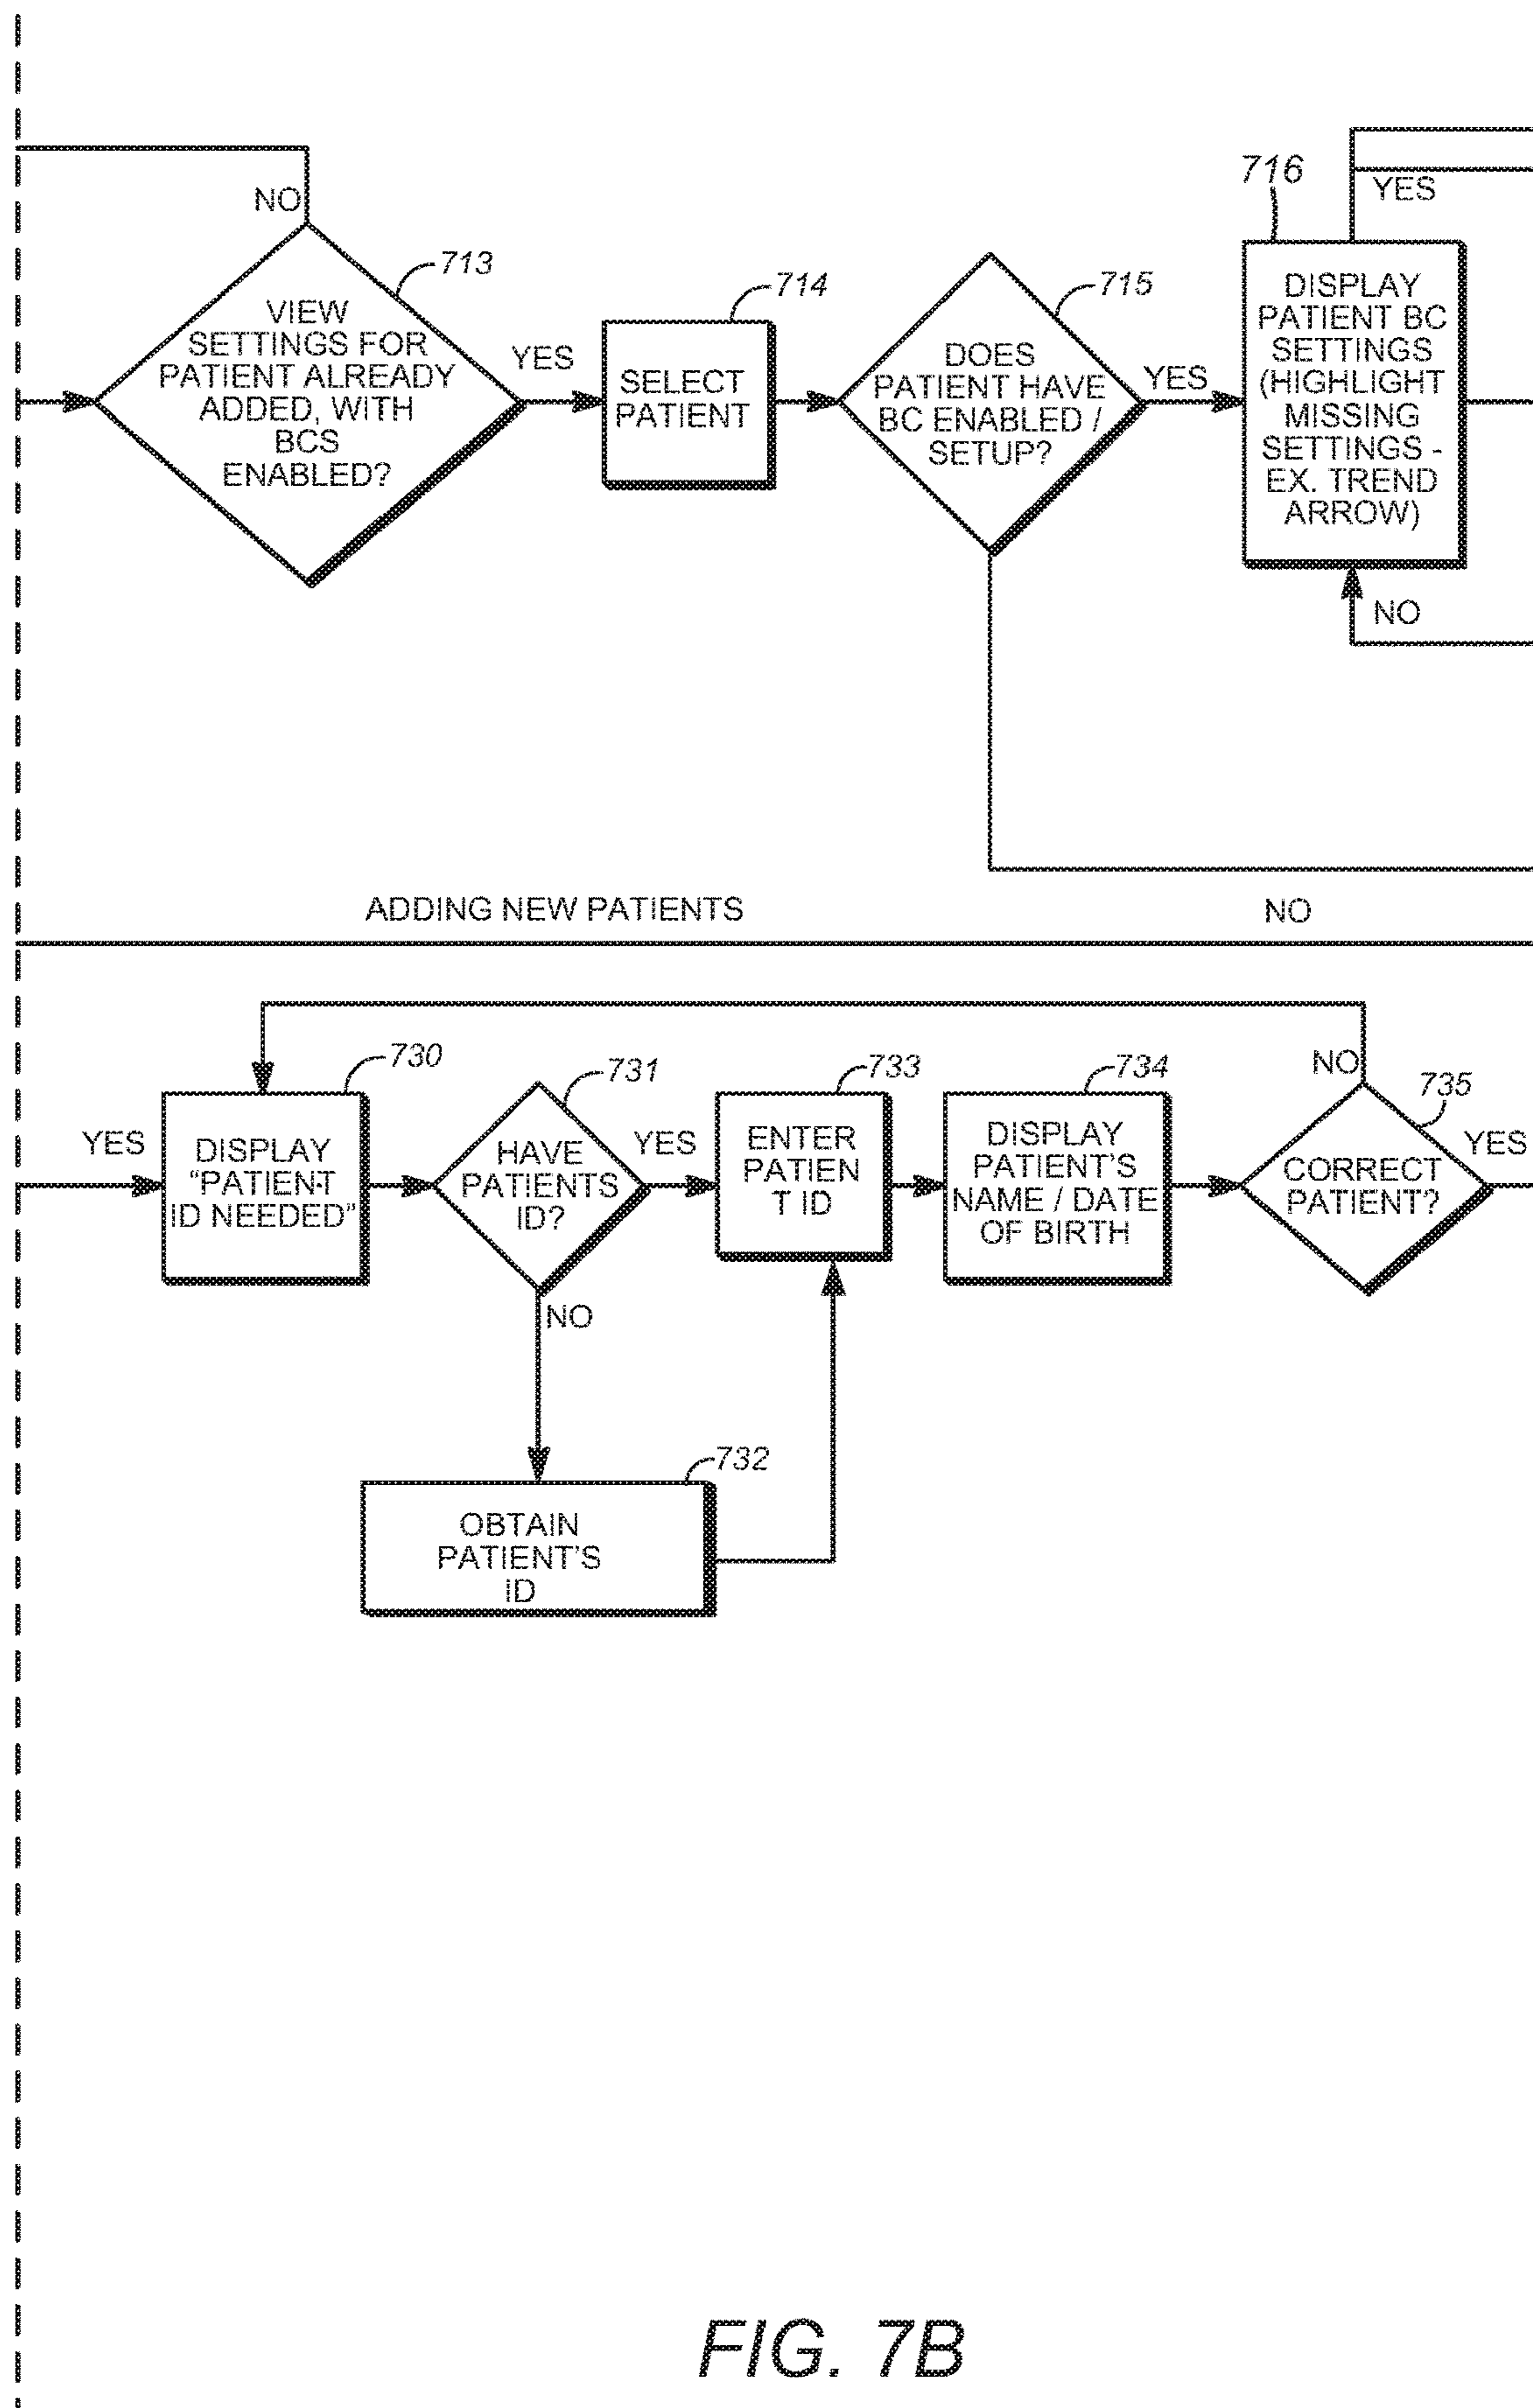 NO
713
VIEW
SETTINGS FOR
PATIENT ALREADY
ADDED, WITH
BCS
ENABLED?
YES
714
SELECT
PATIENT
715
DOES
PATIENT HAVE
BC ENABLED /
SETUP?
YES
716
YES
DISPLAY
PATIENT BC
SETTINGS
(HIGHLIGHT
MISSING
SETTINGS -
EX. TREND
ARROW)
NO
ADDING NEW PATIENTS
NO
YES
730
DISPLAY
“PATIENT
ID NEEDED”
731
HAVE
PATIENTS
ID?
YES
NO
732
OBTAIN
PATIENT’S
ID
733
ENTER
PATIEN
T ID
734
DISPLAY
PATIENT’S
NAME / DATE
OF BIRTH
NO
735
CORRECT
PATIENT?
YES
FIG. 7B